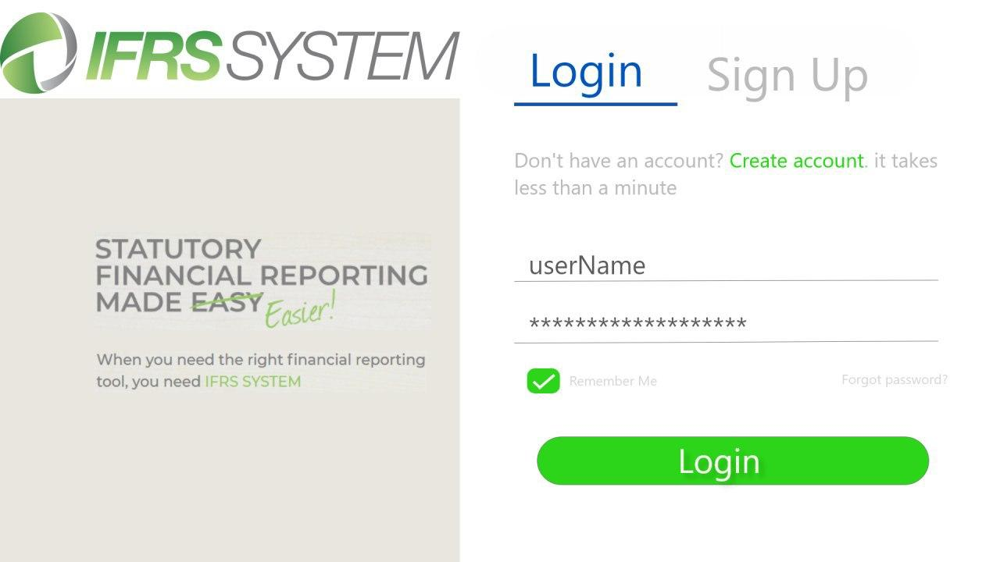 IFRS SYSTEM
STATUTORY
FINANCIAL REPORTING
MADE EASY Easier!
When you need the right financial reporting
tool, you need IFRS SYSTEM
Login Sign Up
Don't have an account? Create account. it takes
less than a minute
userName
*******************
Remember Me Forgot password?
Login